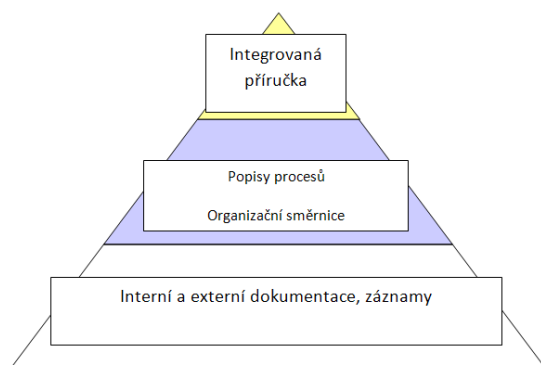 Integrovaná
příručka
Popisy procesů
Organizační směrnice
Interní a externí dokumentace, záznamy